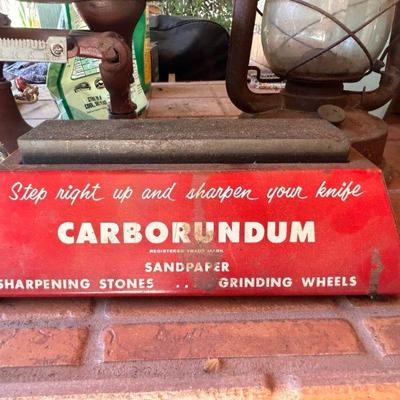 Step right up and sharpen your knife
CARBORUNDUM
REGISTERED TRADE MARK
SANDPAPER
SHARPENING STONES . . . GRINDING WHEELS